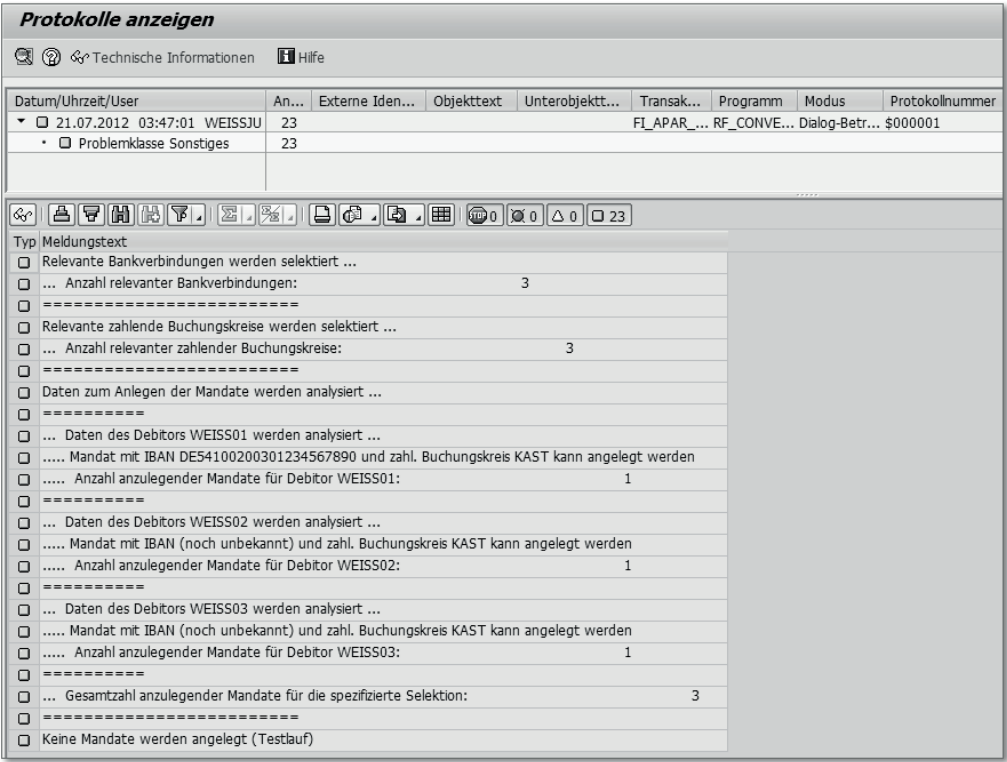 Protokolle anzeigen
Technische Informationen Hilfe
Datum/Uhrzeit/User An... Externe Iden... Objekttext Unterobjektt... Transak... Programm Modus Protokollnummer
21.07.2012 03:47:01 WEISSJU 23 FI_APAR_... RF_CONVE... Dialog-Betr... $000001
Problemklasse Sonstiges 23
STOP 0 0 0 23
Typ Meldungstext
Relevante Bankverbindungen werden selektiert ...
... Anzahl relevanter Bankverbindungen: 3
=========================
Relevante zahlende Buchungskreise werden selektiert ...
... Anzahl relevanter zahlender Buchungskreise: 3
=========================
Daten zum Anlegen der Mandate werden analysiert ...
==========
... Daten des Debitors WEISS01 werden analysiert ...
..... Mandat mit IBAN DE54100200301234567890 und zahl. Buchungskreis KAST kann angelegt werden
..... Anzahl anzulegender Mandate für Debitor WEISS01: 1
==========
... Daten des Debitors WEISS02 werden analysiert ...
..... Mandat mit IBAN (noch unbekannt) und zahl. Buchungskreis KAST kann angelegt werden
..... Anzahl anzulegender Mandate für Debitor WEISS02: 1
==========
... Daten des Debitors WEISS03 werden analysiert ...
..... Mandat mit IBAN (noch unbekannt) und zahl. Buchungskreis KAST kann angelegt werden
..... Anzahl anzulegender Mandate für Debitor WEISS03: 1
==========
... Gesamtzahl anzulegender Mandate für die spezifizierte Selektion: 3
=========================
Keine Mandate werden angelegt (Testlauf)